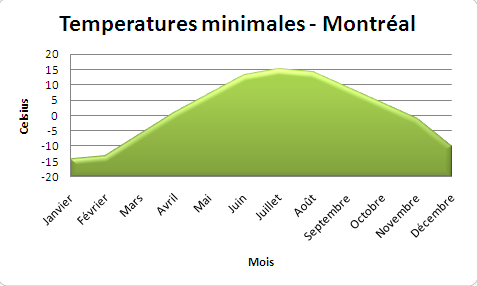 Temperatures minimales - Montréal
20
15
10
5
0
-5
-10
-15
-20
Celsius
Janvier
Février
Mars
Avril
Mai
Juin
Juillet
Août
Septembre
Octobre
Novembre
Décembre
Mois